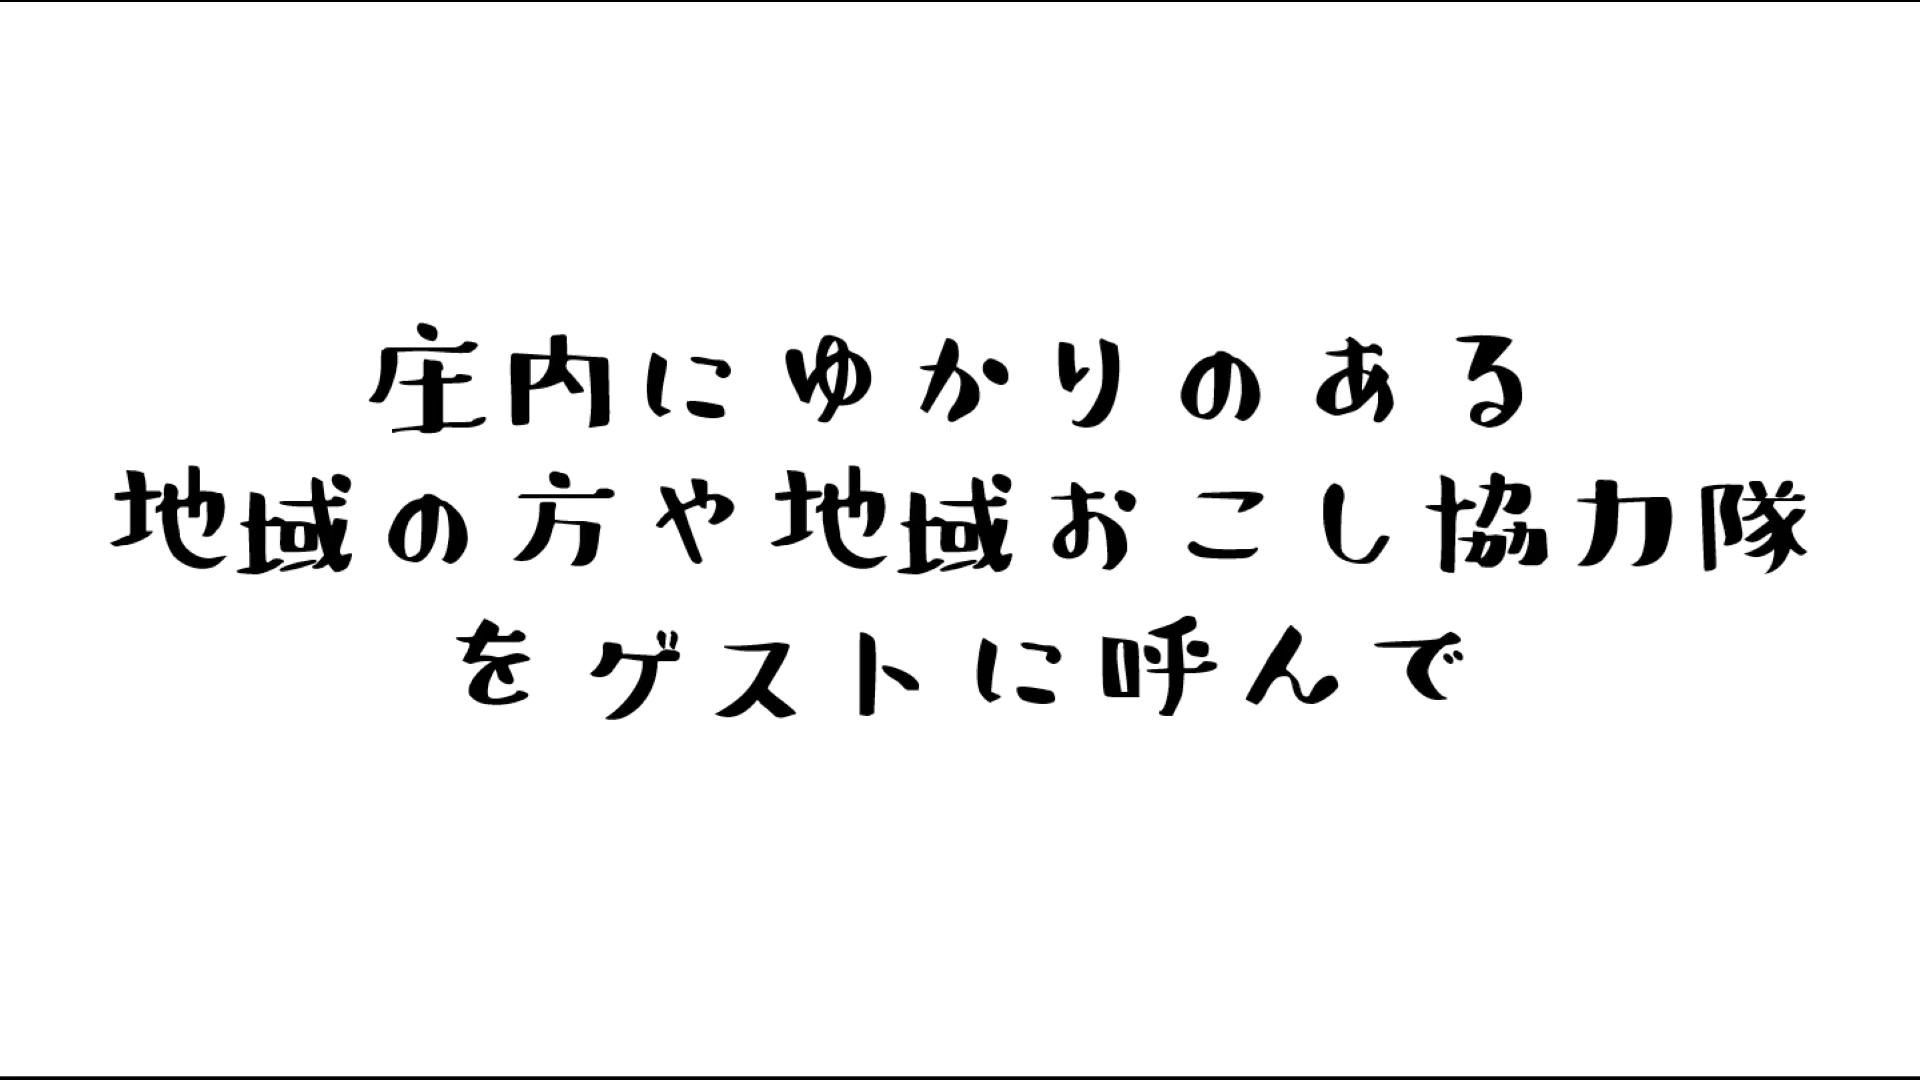 庄内にゆかりのある
地域の方や地域おこし協力隊
をゲストに呼んで